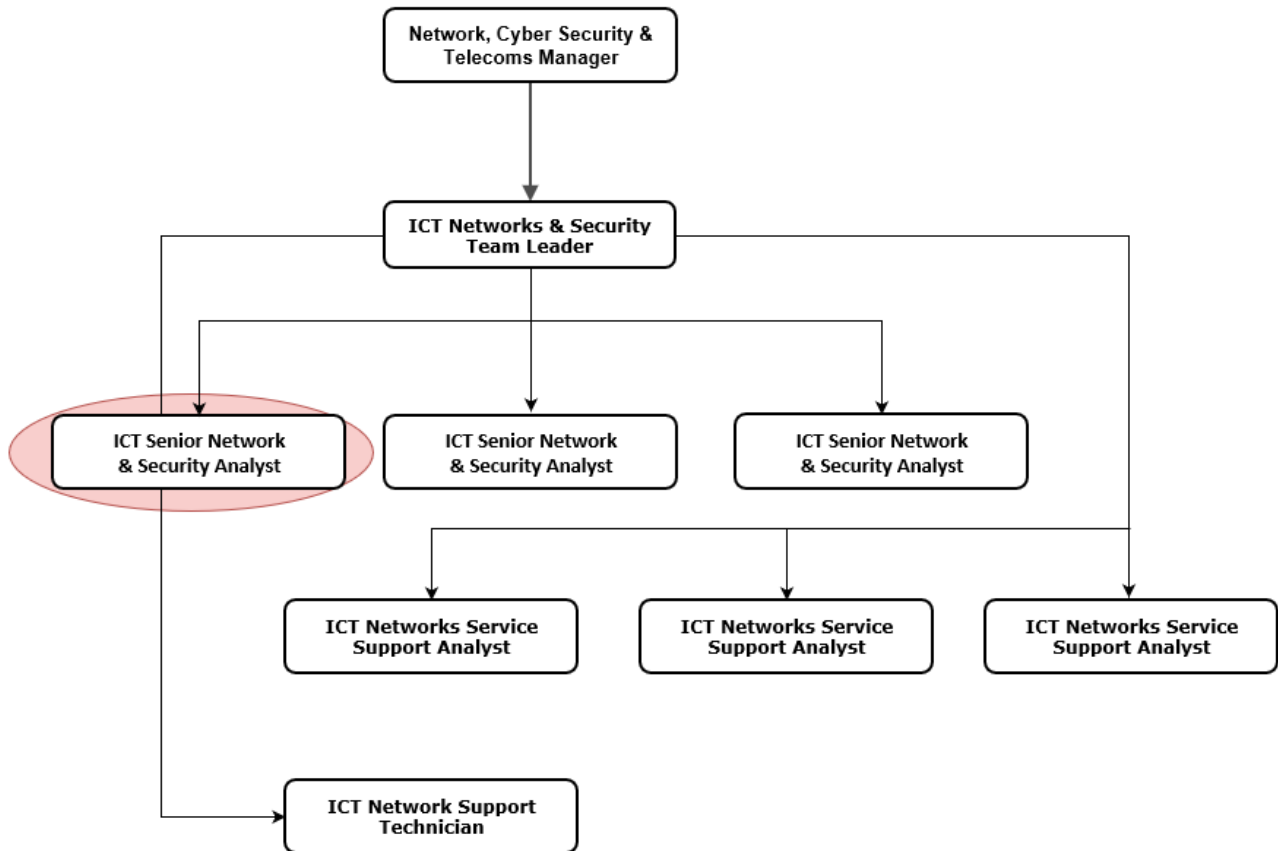 Network, Cyber Security &
Telecoms Manager
ICT Networks & Security
Team Leader
ICT Senior Network
& Security Analyst
ICT Senior Network
& Security Analyst
ICT Senior Network
& Security Analyst
ICT Networks Service
Support Analyst
ICT Networks Service
Support Analyst
ICT Networks Service
Support Analyst
ICT Network Support
Technician